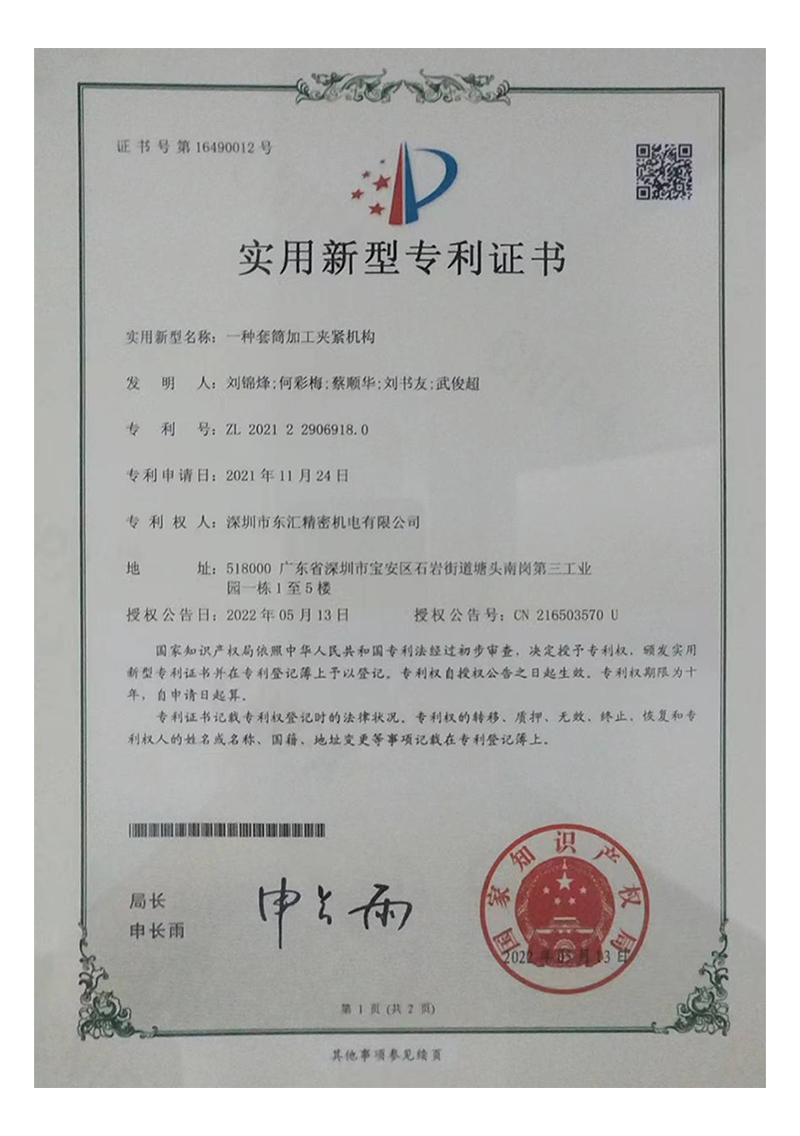 证书号第16490012号
实用新型专利证书
实用新型名称：一种套筒加工夹紧机构
发明人：刘锦烽;何彩梅;蔡顺华;刘书友;武俊超
专利号：ZL 2021 2 2906918.0
专利申请日：2021年11月24日
专利权人：深圳市东汇精密机电有限公司
地址：518000 广东省深圳市宝安区石岩街道塘头南岗第三工业
园一栋1至5楼
授权公告日：2022年05月13日 授权公告号：CN 216503570 U
国家知识产权局依照中华人民共和国专利法经过初步审查，决定授予专利权，颁发实用
新型专利证书并在专利登记簿上予以登记。专利权自授权公告之日起生效。专利权期限为十
年，自申请日起算。
专利证书记载专利权登记时的法律状况。专利权的转移、质押、无效、终止、恢复和专
利权人的姓名或名称、国籍、地址变更等事项记载在专利登记簿上。
局长
申长雨
申长雨
国家知识产权局
2022年05月13日
第 1 页 (共 2 页)
其他事项参见续页